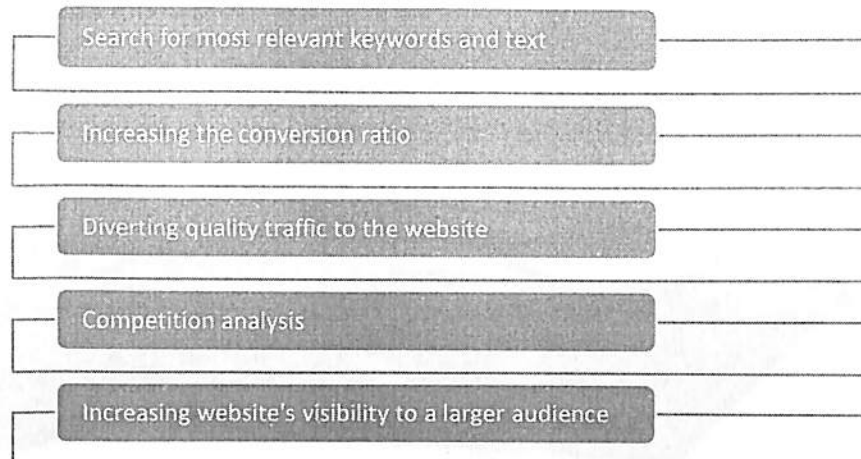 Search for most relevant keywords and text
Increasing the conversion ratio
Diverting quality traffic to the website
Competition analysis
Increasing website's visibility to a larger audience